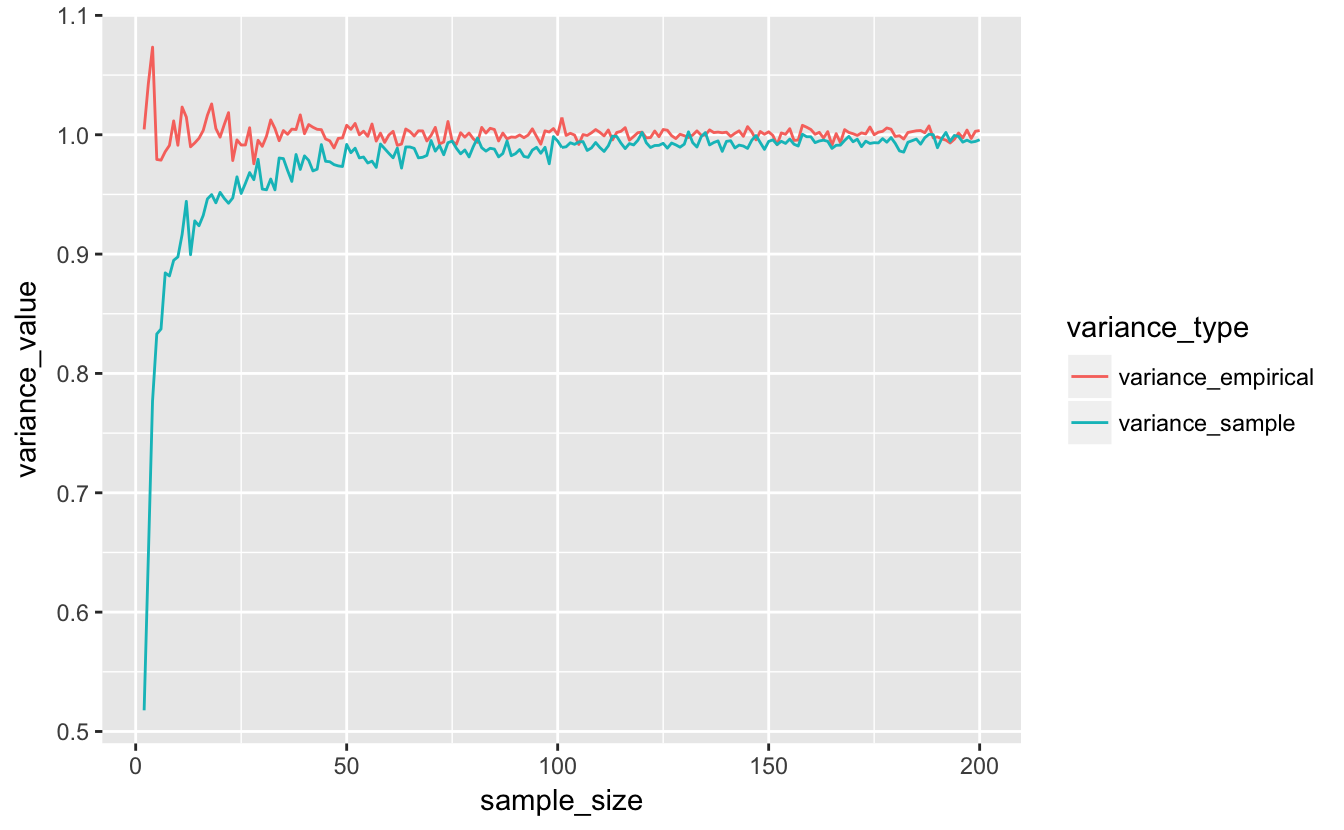 1.1
1.0
0.9
0.8
0.7
0.6
0.5
variance_value
0 50 100 150 200
sample_size
variance_type
variance_empirical
variance_sample